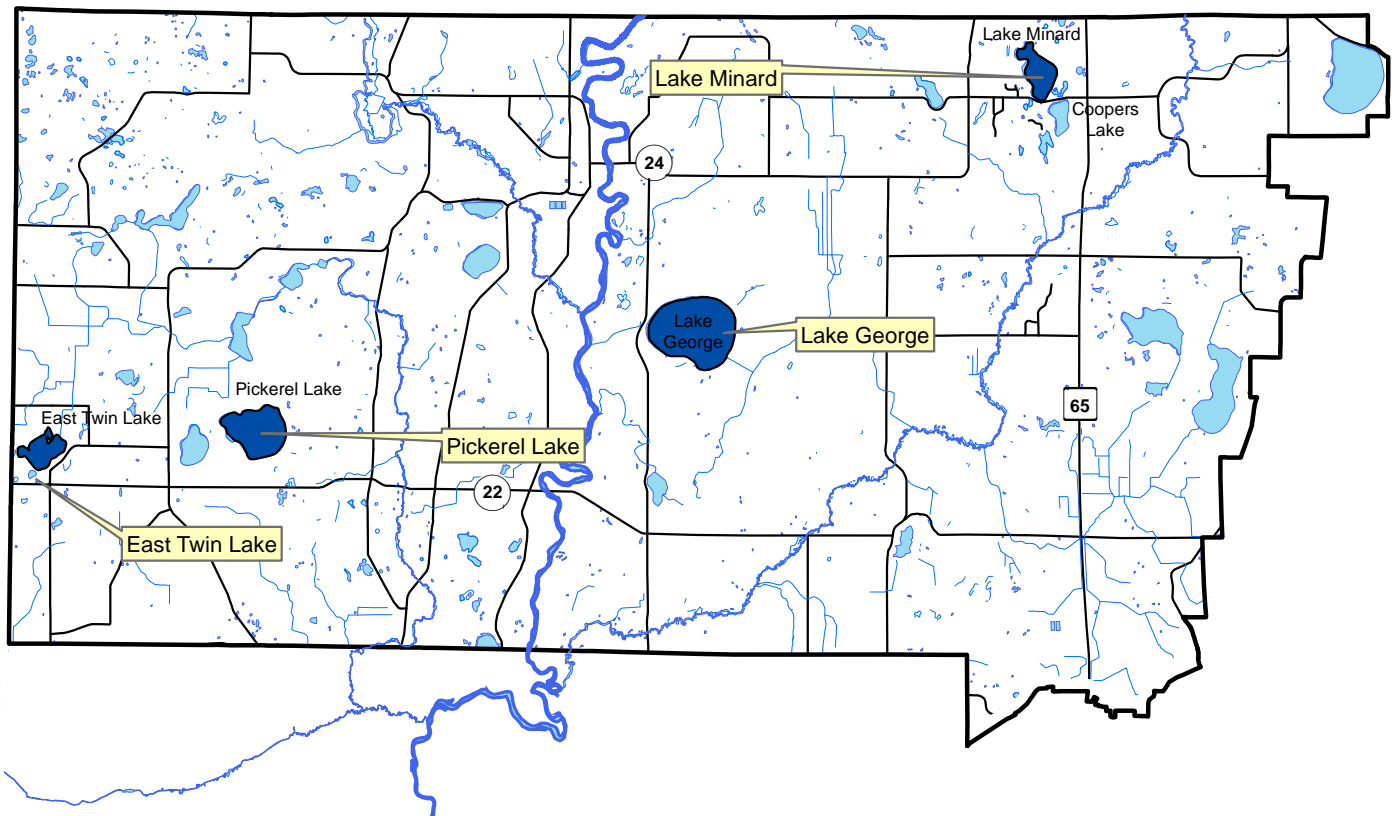 Lake Minard
Lake Minard
Coopers
Lake
24
Lake
George
Lake George
Pickerel Lake
East Twin Lake
65
Pickerel Lake
22
East Twin Lake